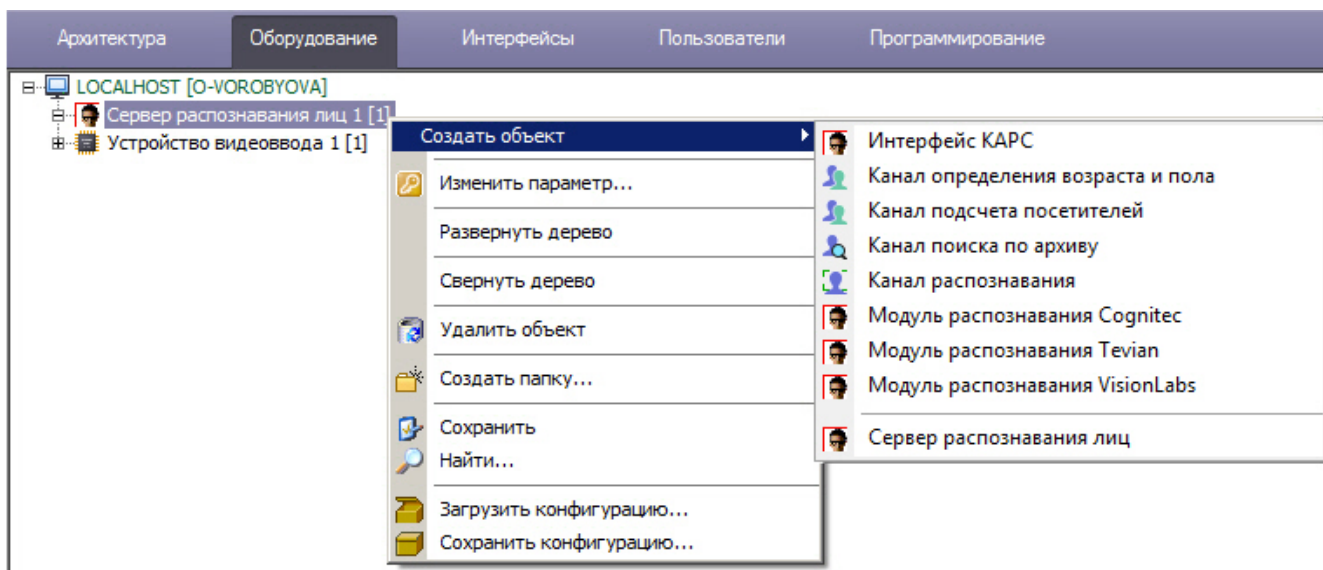 Архитектура Оборудование Интерфейсы Пользователи Программирование
LOCALHOST [O-VOROBYOVA]
Сервер распознавания лиц 1 [1]
Устройство видеоввода 1 [1]
Создать объект
Изменить параметр...
Развернуть дерево
Свернуть дерево
Удалить объект
Создать папку...
Сохранить
Найти...
Загрузить конфигурацию...
Сохранить конфигурацию...
Интерфейс КАРС
Канал определения возраста и пола
Канал подсчета посетителей
Канал поиска по архиву
Канал распознавания
Модуль распознавания Cognitec
Модуль распознавания Tevian
Модуль распознавания VisionLabs
Сервер распознавания лиц